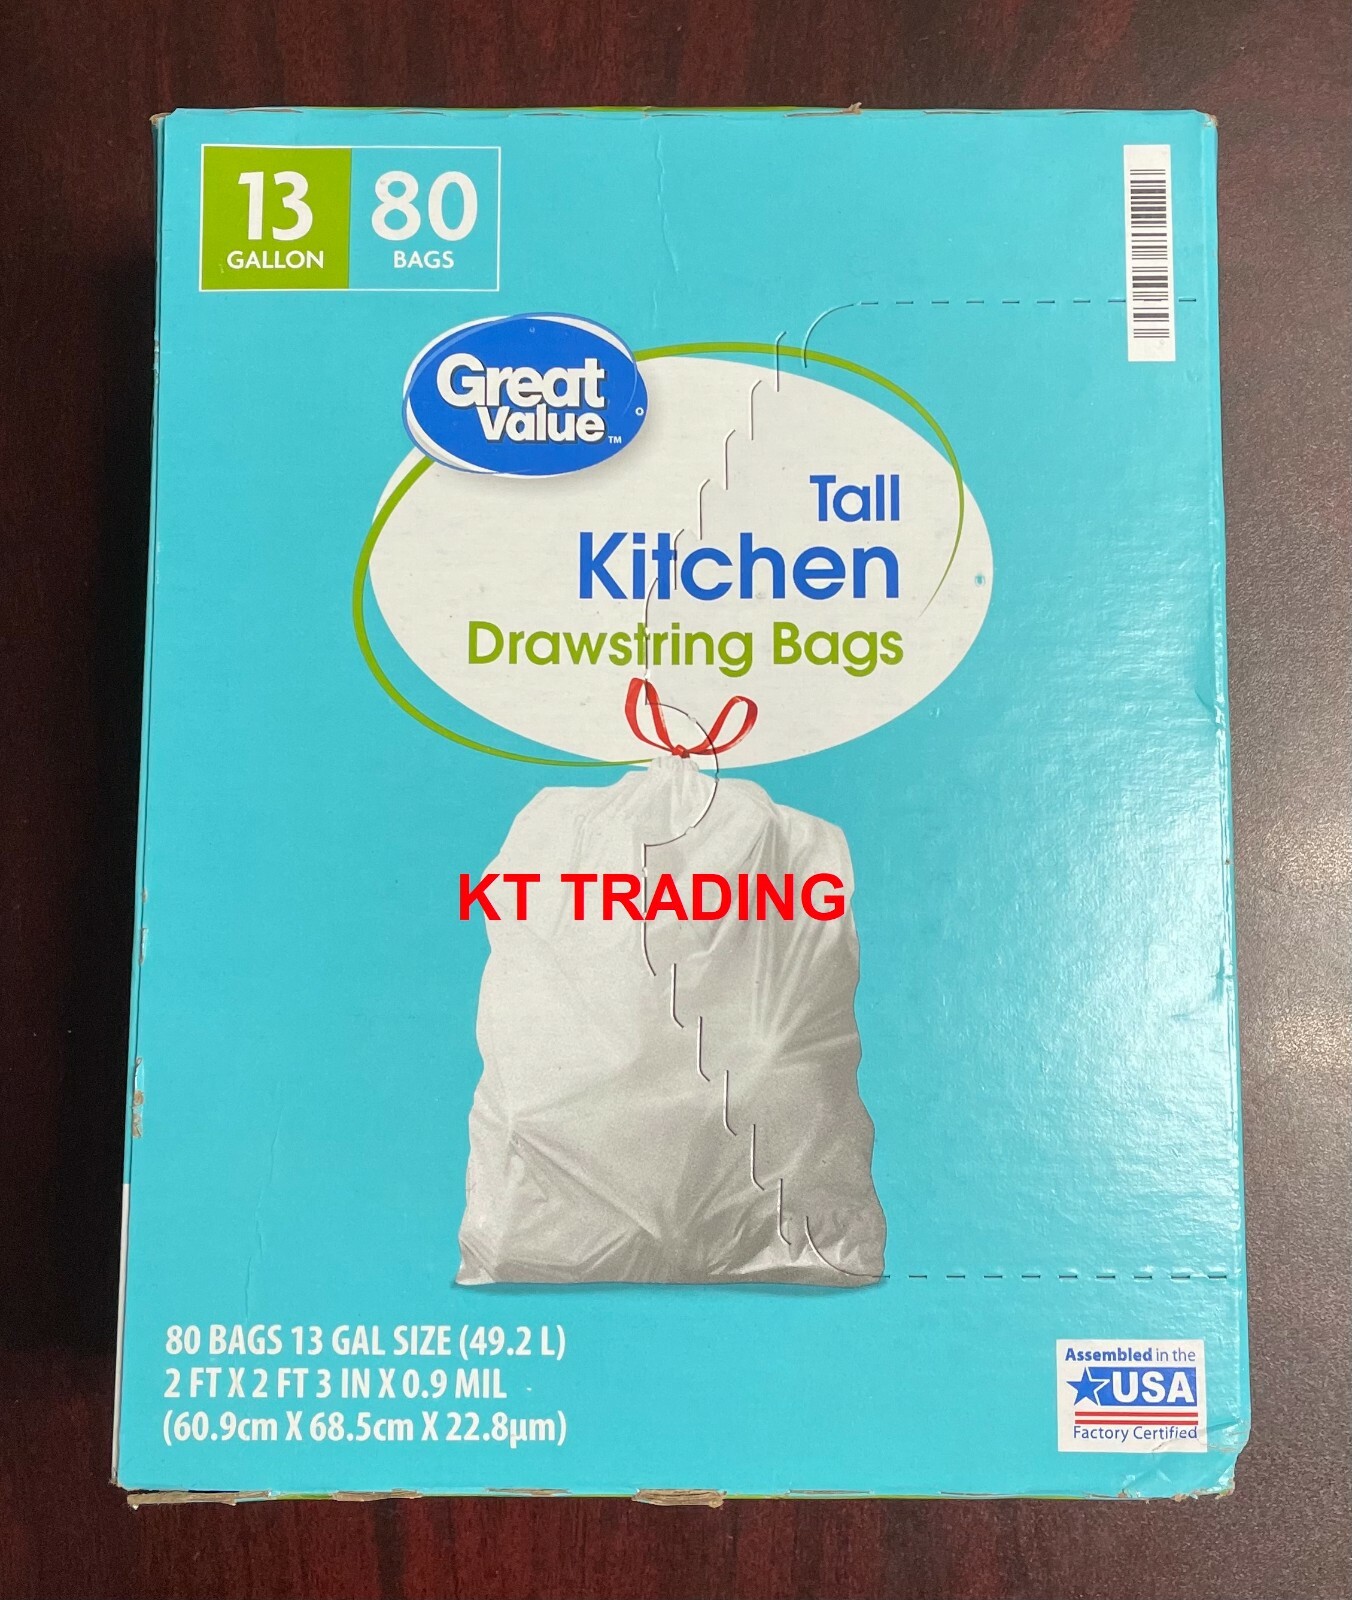 13
GALLON
80
BAGS
Great
Value™
Tall
Kitchen
Drawstring Bags
KT TRADING
80 BAGS 13 GAL SIZE (49.2 L)
2 FT X 2 FT 3 IN X 0.9 MIL
(60.9cm X 68.5cm X 22.8µm)
Assembled in the
USA
Factory Certified